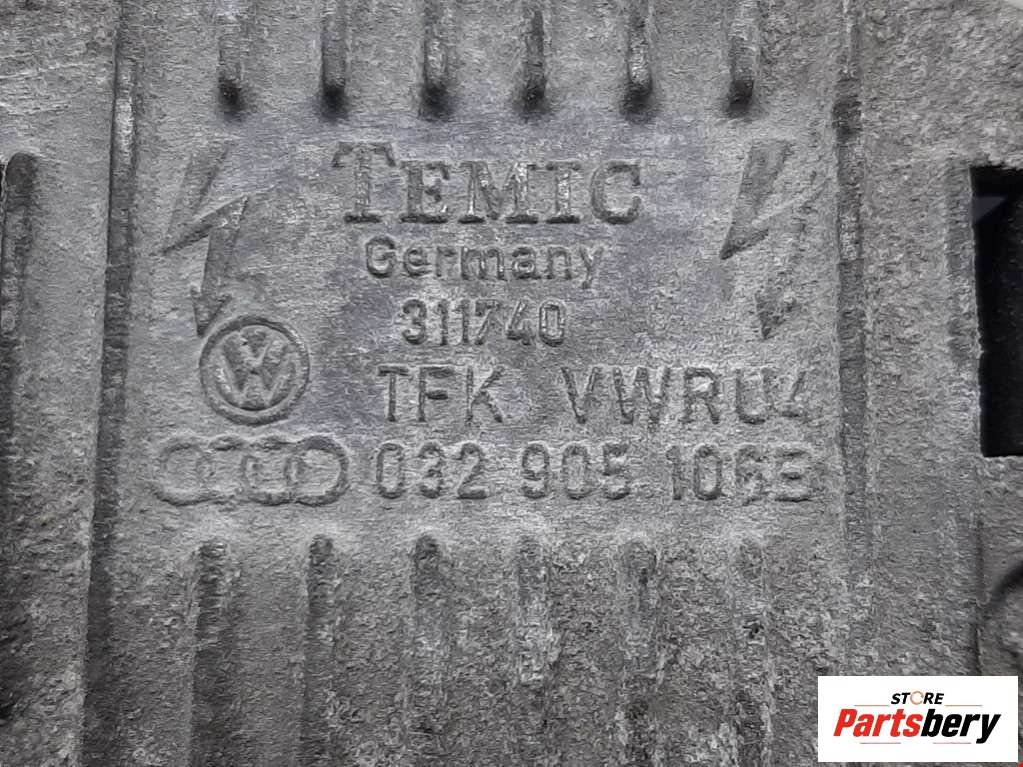 TEMIC
Germany
311740
TFK VWRU4
032 905 106B
STORE
Partsbery